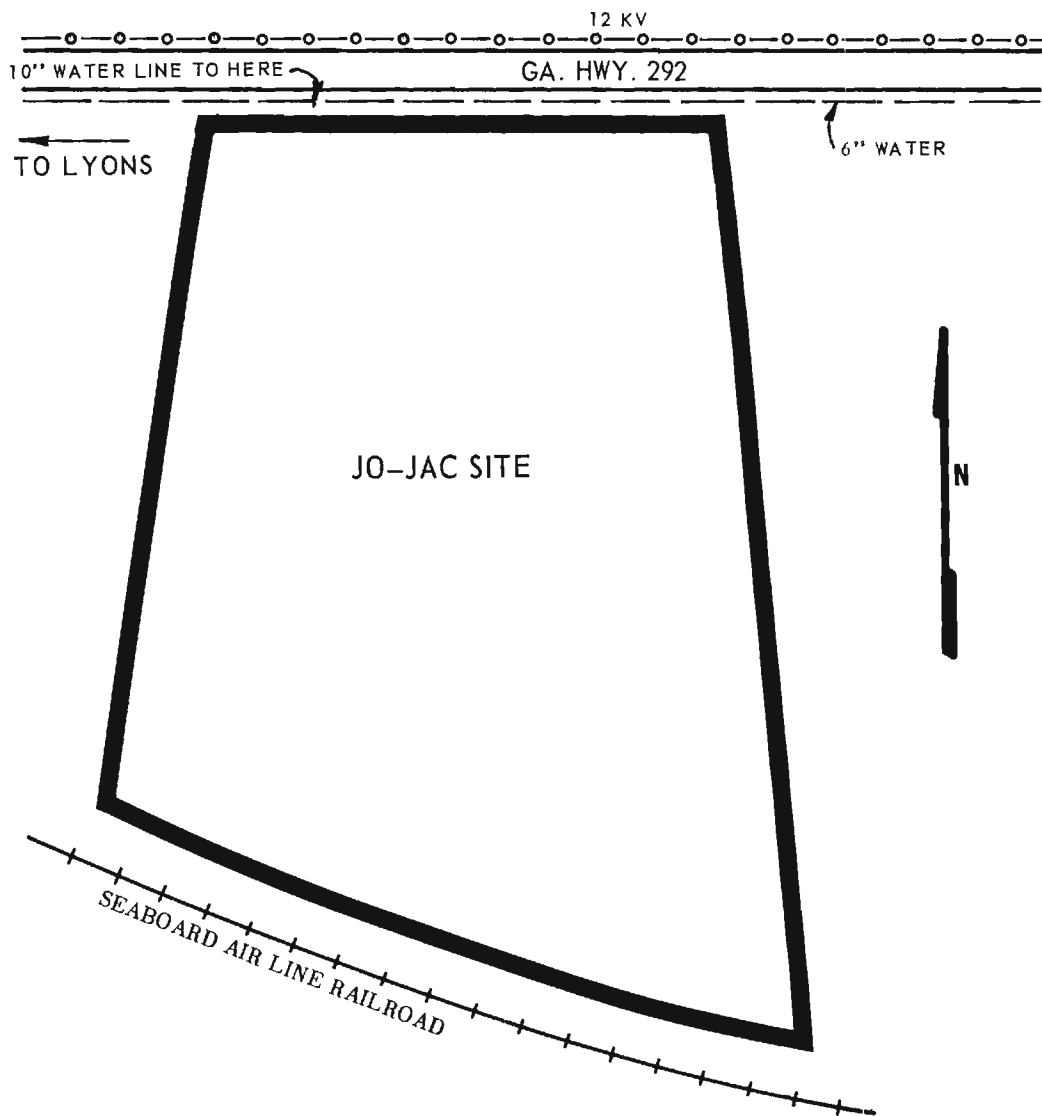 12 KV
10" WATER LINE TO HERE
GA. HWY. 292
TO LYONS
6" WATER
JO-JAC SITE
N
SEABOARD AIR LINE RAILROAD